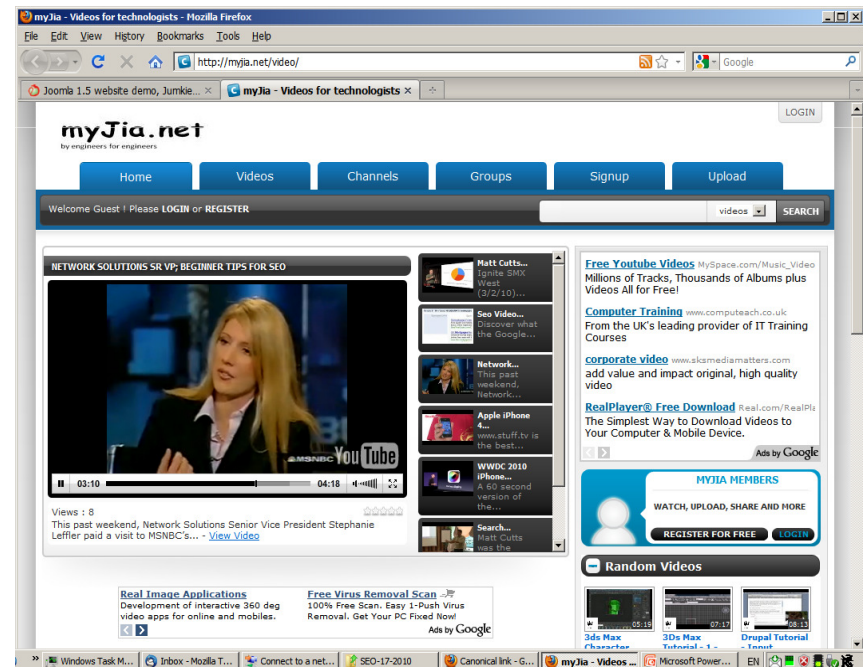 myJia - Videos for technologists - Mozilla Firefox
File Edit View History Bookmarks Tools Help
http://myjia.net/video/
Google
Joomla 1.5 website demo, Jumkie...
myJia - Videos for technologists
LOGIN
myJia.net
by engineers for engineers
Home Videos Channels Groups Signup Upload
Welcome Guest ! Please LOGIN or REGISTER
videos SEARCH
NETWORK SOLUTIONS SR VP; BEGINNER TIPS FOR SEO
MSNBC YouTube
03:10 04:18
Views : 8
This past weekend, Network Solutions Senior Vice President Stephanie
Leffler paid a visit to MSNBC's... - View Video
Matt Cutts...
Ignite SMX
West
(3/2/10)...
Seo Video...
Discover what
the Google...
Network...
This past
weekend,
Network...
Apple iPhone
4...
www.stuff.tv is
the best...
WWDC 2010
iPhone...
A 60 second
version of
the...
Search...
Matt Cutts
was the
Free Youtube Videos MySpace.com/Music_Video
Millions of Tracks, Thousands of Albums plus
Videos All for Free!
Computer Training www.computeach.co.uk
From the UK's leading provider of IT Training
Courses
corporate video www.sksmediamatters.com
add value and impact original, high quality
video
RealPlayer® Free Download Real.com/RealPla
The Simplest Way to Download Videos to
Your Computer & Mobile Device.
Ads by Google
MYJIA MEMBERS
WATCH, UPLOAD, SHARE AND MORE
REGISTER FOR FREE LOGIN
Random Videos
05:19 07:17 08:13
3ds Max
Character
3Ds Max
Tutorial - 1 -
Drupal Tutorial
- Input
Real Image Applications
Development of interactive 360 deg
video apps for online and mobiles.
Free Virus Removal Scan
100% Free Scan. Easy 1-Push Virus
Removal. Get Your PC Fixed Now!
Ads by Google
Windows Task M... Inbox - Mozilla T... Connect to a net... SEO-17-2010 Canonical link - G... myJia - Videos ... Microsoft Power... EN